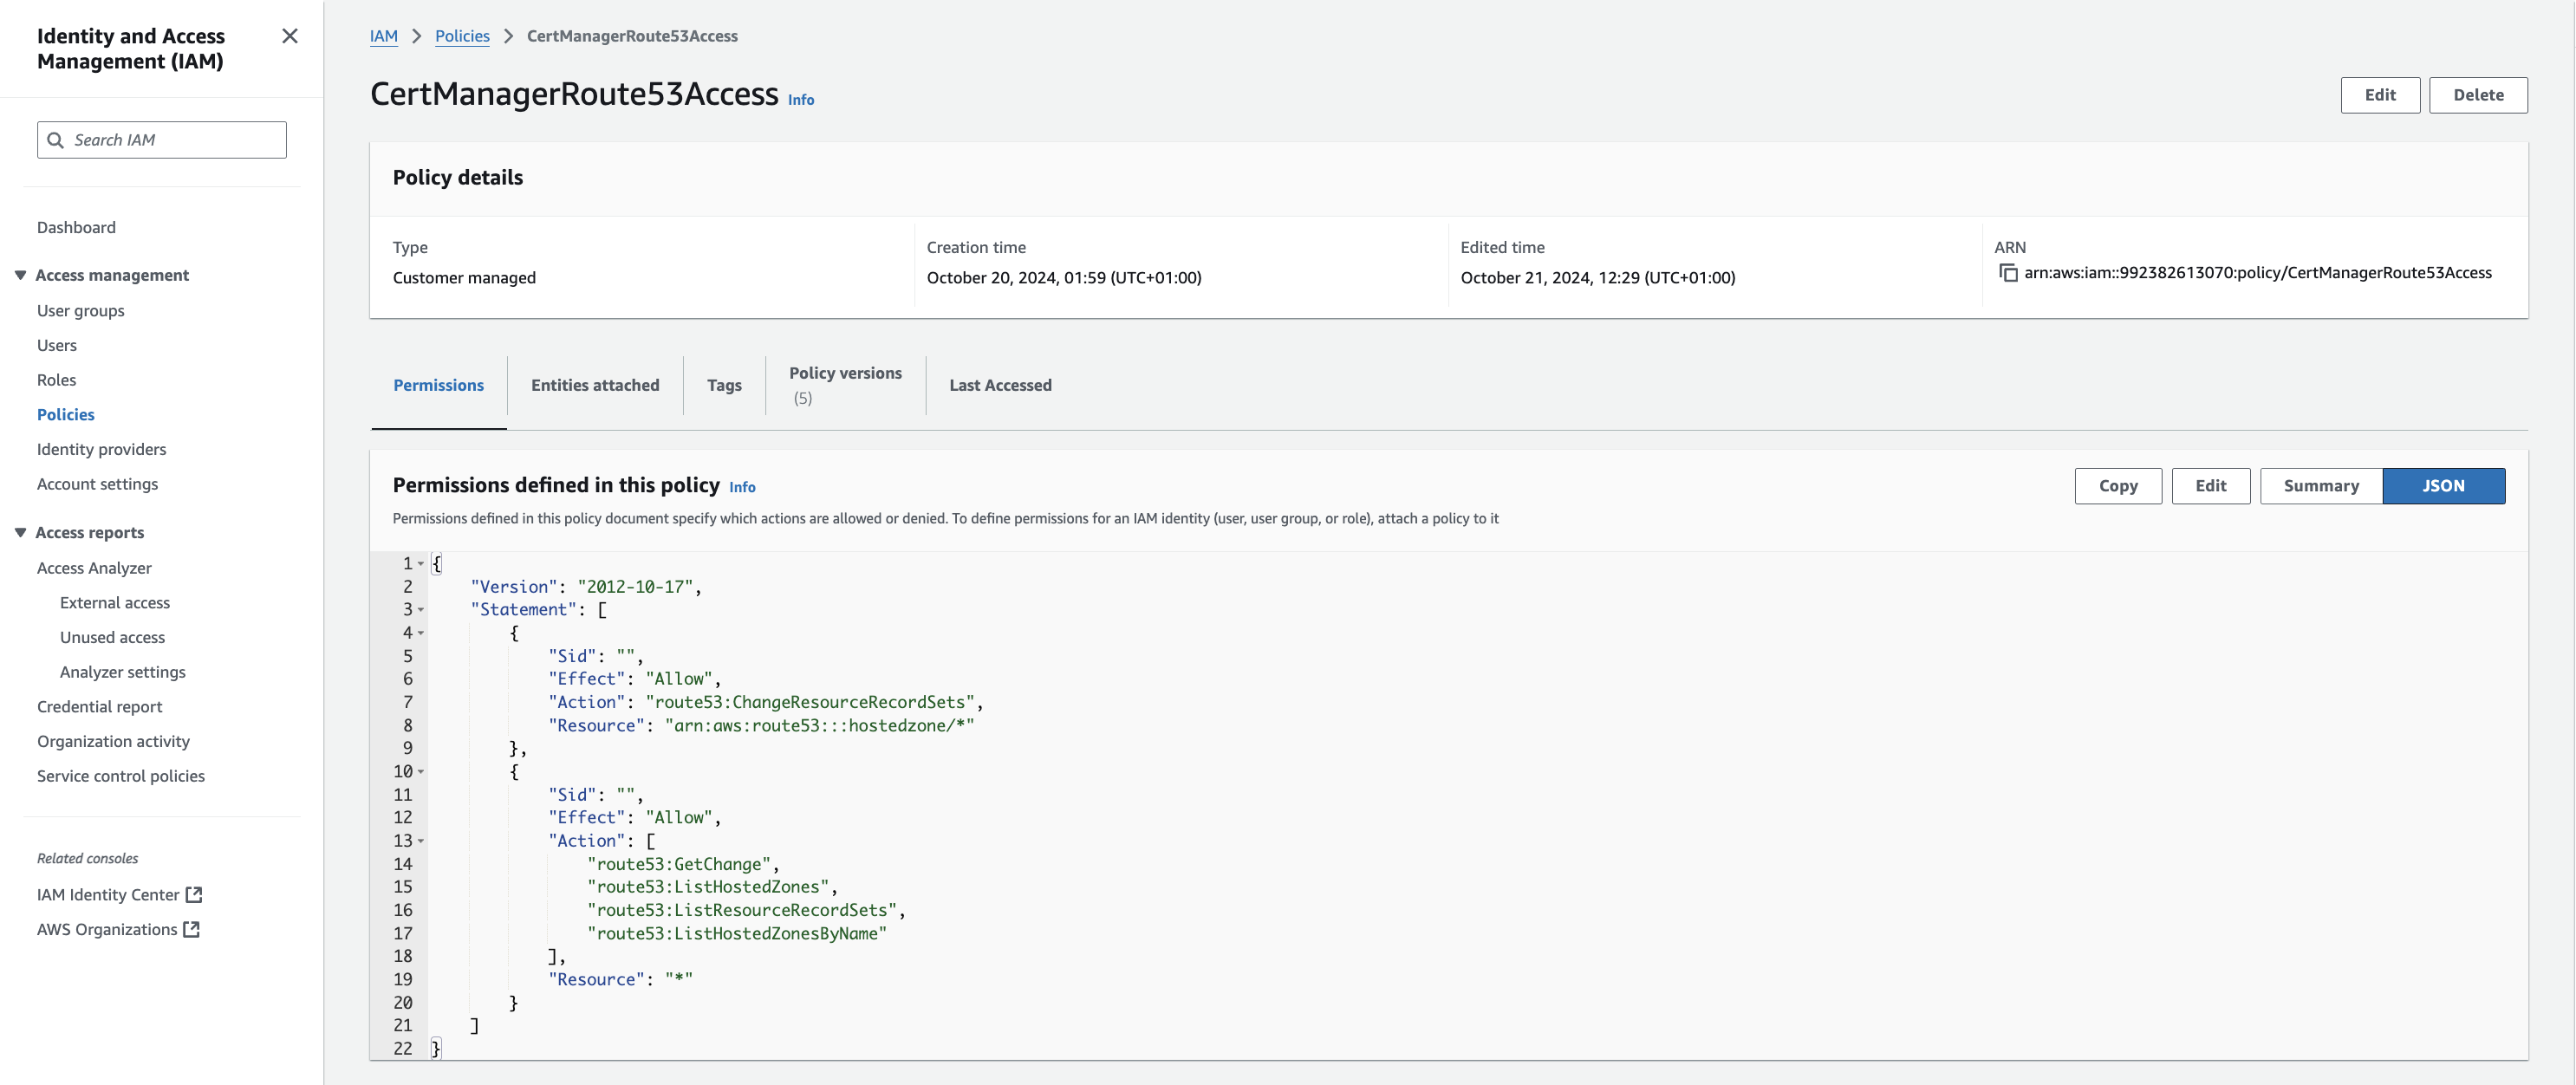 Identity and Access
Management (IAM)
Search IAM
Dashboard
Access management
User groups
Users
Roles
Policies
Identity providers
Account settings
Access reports
Access Analyzer
External access
Unused access
Analyzer settings
Credential report
Organization activity
Service control policies
Related consoles
IAM Identity Center
AWS Organizations
IAM > Policies > CertManagerRoute53Access
CertManagerRoute53Access Info
Edit Delete
Policy details
Type
Customer managed
Creation time
October 20, 2024, 01:59 (UTC+01:00)
Edited time
October 21, 2024, 12:29 (UTC+01:00)
ARN
arn:aws:iam::992382613070:policy/CertManagerRoute53Access
Permissions
Entities attached
Tags
Policy versions
(5)
Last Accessed
Permissions defined in this policy Info
Copy Edit Summary JSON
Permissions defined in this policy document specify which actions are allowed or denied. To define permissions for an IAM identity (user, user group, or role), attach a policy to it
1 {
2     "Version": "2012-10-17",
3     "Statement": [
4         {
5             "Sid": "",
6             "Effect": "Allow",
7             "Action": "route53:ChangeResourceRecordSets",
8             "Resource": "arn:aws:route53:::hostedzone/*"
9         },
10         {
11             "Sid": "",
12             "Effect": "Allow",
13             "Action": [
14                 "route53:GetChange",
15                 "route53:ListHostedZones",
16                 "route53:ListResourceRecordSets",
17                 "route53:ListHostedZonesByName"
18             ],
19             "Resource": "*"
20         }
21     ]
22 }